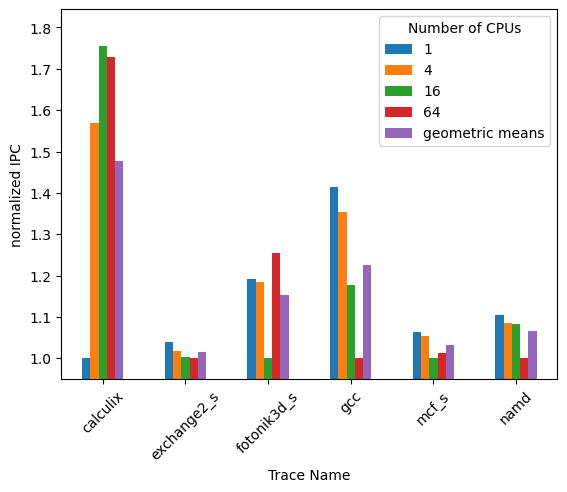 Number of CPUs
1
4
16
64
geometric means
normalized IPC
1.8
1.7
1.6
1.5
1.4
1.3
1.2
1.1
1.0
calculix
exchange2_s
fotonik3d_s
gcc
mcf_s
namd
Trace Name